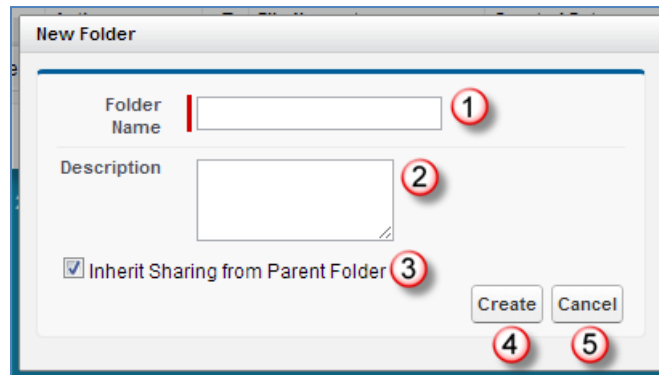 New Folder
Folder
Name
1
Description
2
Inherit Sharing from Parent Folder 3
Create Cancel
4 5